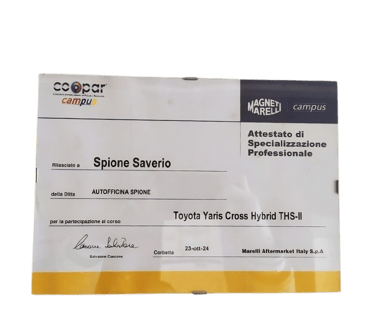 coopar
campus
MAGNETI
MARELLI
campus
Attestato di
Specializzazione
Professionale
Rilasciato a Spione Saverio
della Ditta AUTOFFICINA SPIONE
per la partecipazione al corso Toyota Yaris Cross Hybrid THS-II
Corbetta 23-ott-24 Marelli Aftermarket Italy S.p.A